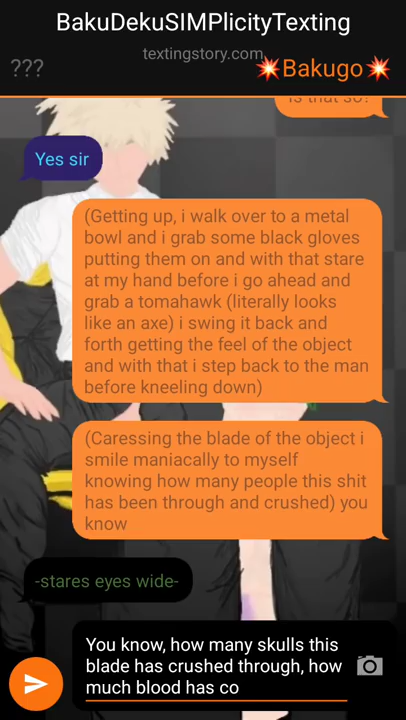 BakuDekuSIMPlicityTexting
textingstory.com
???
💥Bakugo💥
Is that so?
Yes sir
(Getting up, i walk over to a metal
bowl and i grab some black gloves
putting them on and with that stare
at my hand before i go ahead and
grab a tomahawk (literally looks
like an axe) i swing it back and
forth getting the feel of the object
and with that i step back to the man
before kneeling down)
(Caressing the blade of the object i
smile maniacally to myself
knowing how many people this shit
has been through and crushed) you
know
-stares eyes wide-
You know, how many skulls this
blade has crushed through, how
much blood has co